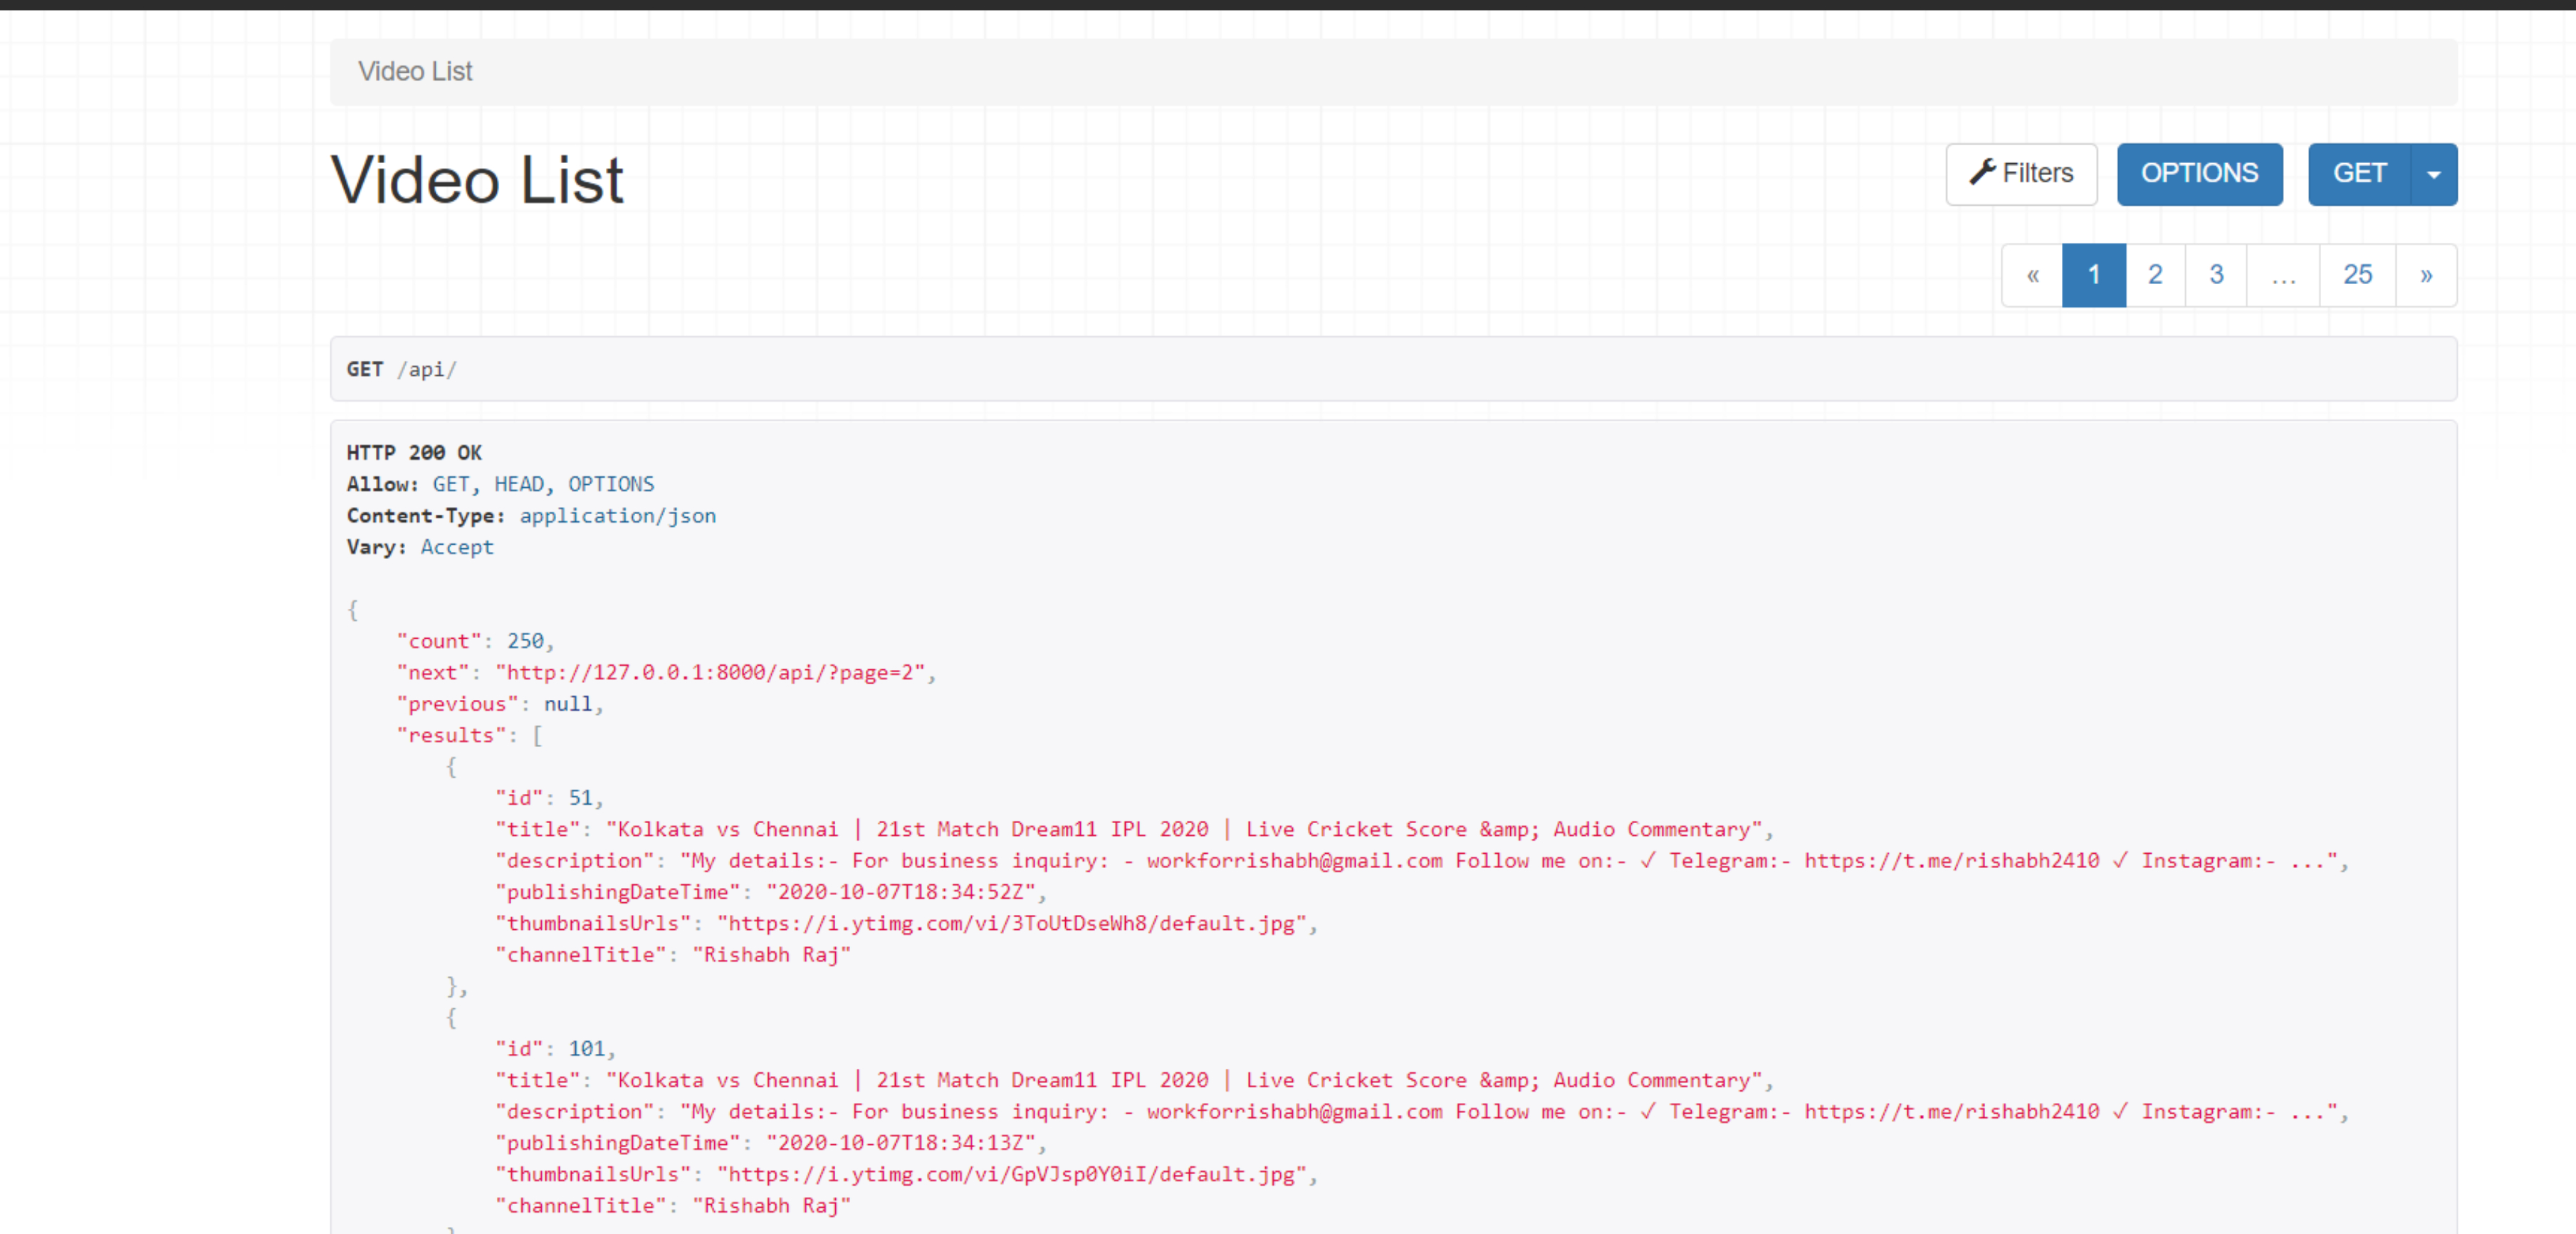 Video List
Video List
Filters OPTIONS GET
« 1 2 3 … 25 »
GET /api/
HTTP 200 OK
Allow: GET, HEAD, OPTIONS
Content-Type: application/json
Vary: Accept
{
"count": 250,
"next": "http://127.0.0.1:8000/api/?page=2",
"previous": null,
"results": [
{
"id": 51,
"title": "Kolkata vs Chennai | 21st Match Dream11 IPL 2020 | Live Cricket Score &amp; Audio Commentary",
"description": "My details:- For business inquiry: - workforrishabh@gmail.com Follow me on:- ✓ Telegram:- https://t.me/rishabh2410 ✓ Instagram:- ...",
"publishingDateTime": "2020-10-07T18:34:52Z",
"thumbnailsUrls": "https://i.ytimg.com/vi/3ToUtDseWh8/default.jpg",
"channelTitle": "Rishabh Raj"
},
{
"id": 101,
"title": "Kolkata vs Chennai | 21st Match Dream11 IPL 2020 | Live Cricket Score &amp; Audio Commentary",
"description": "My details:- For business inquiry: - workforrishabh@gmail.com Follow me on:- ✓ Telegram:- https://t.me/rishabh2410 ✓ Instagram:- ...",
"publishingDateTime": "2020-10-07T18:34:13Z",
"thumbnailsUrls": "https://i.ytimg.com/vi/GpVJsp0Y0iI/default.jpg",
"channelTitle": "Rishabh Raj"